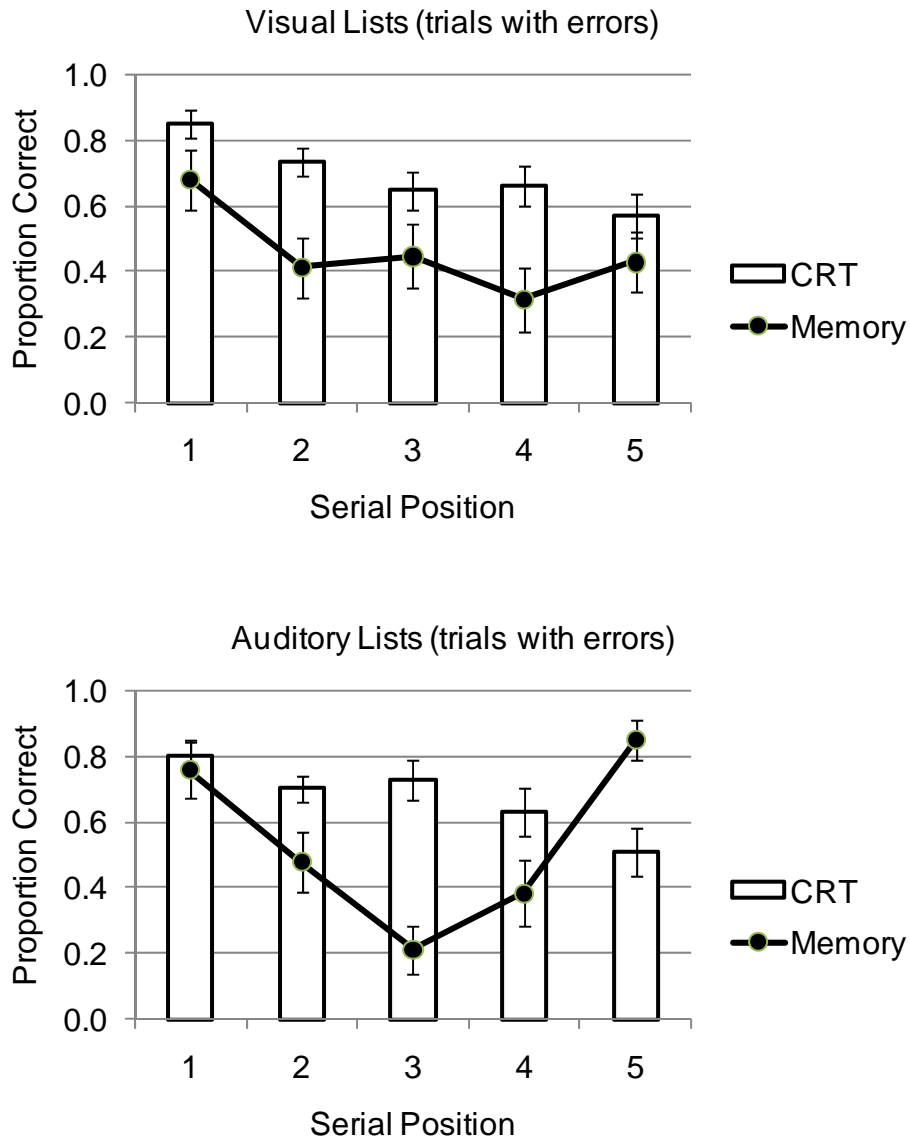 Visual Lists (trials with errors)
Proportion Correct
1.0
0.8
0.6
0.4
0.2
0.0
1 2 3 4 5
Serial Position
CRT
Memory
Auditory Lists (trials with errors)
Proportion Correct
1.0
0.8
0.6
0.4
0.2
0.0
1 2 3 4 5
Serial Position
CRT
Memory